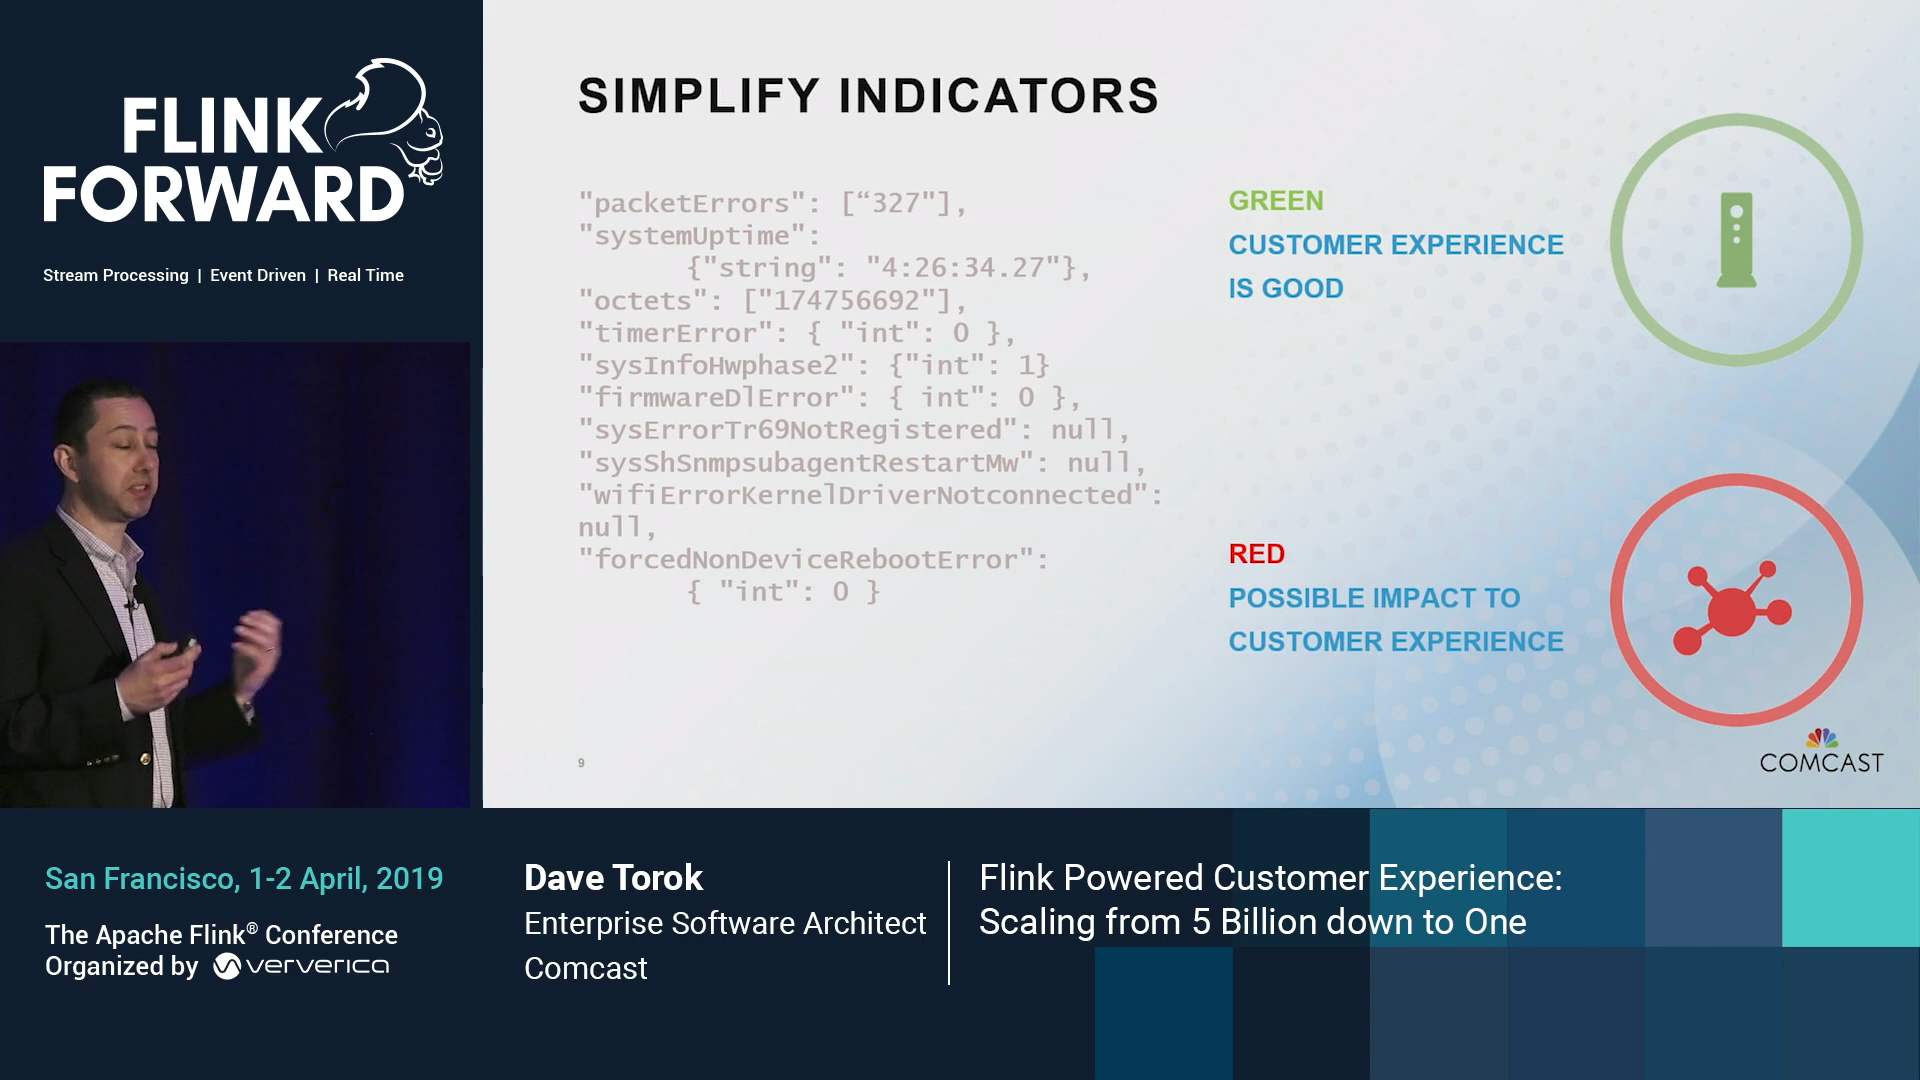 FLINK
FORWARD
Stream Processing | Event Driven | Real Time
SIMPLIFY INDICATORS
"packetErrors": [“327"],
"systemUptime":
{"string": "4:26:34.27"},
"octets": ["174756692"],
"timerError": { "int": 0 },
"sysInfoHwphase2": {"int": 1}
"firmwareDlError": { int": 0 },
"sysErrorTr69NotRegistered": null,
"sysShSnmpsubagentRestartMw": null,
"wifiErrorKernelDriverNotconnected":
null,
"forcedNonDeviceRebootError":
{ "int": 0 }
GREEN
CUSTOMER EXPERIENCE
IS GOOD
RED
POSSIBLE IMPACT TO
CUSTOMER EXPERIENCE
9
COMCAST
San Francisco, 1-2 April, 2019
The Apache Flink® Conference
Organized by ververica
Dave Torok
Enterprise Software Architect
Comcast
Flink Powered Customer Experience:
Scaling from 5 Billion down to One